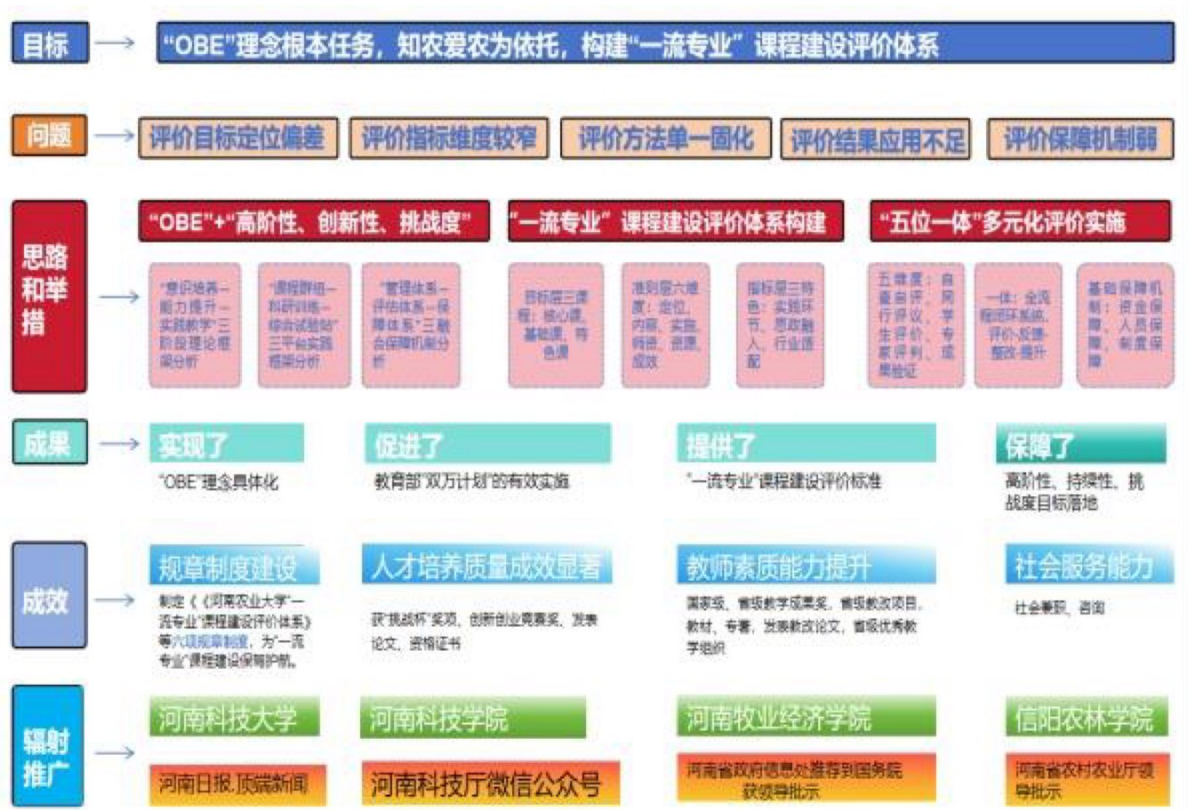 目标
“OBE”理念根本任务，知农爱农为依托，构建“一流专业”课程建设评价体系
问题
评价目标定位偏差
评价指标维度较窄
评价方法单一固化
评价结果应用不足
评价保障机制弱
思路
和举
措
“OBE”+“高阶性、创新性、挑战度”
“一流专业”课程建设评价体系构建
“五位一体”多元化评价实施
“意识培养—
能力提升—
实践教学”三
阶段理论框
架分析
“课程群组—
科研训练—
综合试验站”
三平台实践
框架分析
“管理体系—
评估体系—保
障体系”三融
合保障机制分
析
目标层三课
程：核心课、
基础课、特
色课
准则层六维
度：定位、
内容、实施、
师资、资源、
成效
指标层三特
色：实践环
节、思政融
入、行业适
配
五维度：自
查自评、同
行评议、学
生评价、专
家评判、成
果验证
一体：全流
程闭环系统，
评价-反馈-
整改-提升
基础保障机
制：资金保
障、人员保
障、制度保
障
成果
实现了
“OBE”理念具体化
促进了
教育部“双万计划”的有效实施
提供了
“一流专业”课程建设评价标准
保障了
高阶性、持续性、挑
战度目标落地
成效
规章制度建设
制定《《河南农业大学“一
流专业”课程建设评价体系》
等六项规章制度，为“一流
专业”课程建设保驾护航。
人才培养质量成效显著
获“挑战杯”奖项、创新创业竞赛奖、发表
论文、资格证书
教师素质能力提升
国家级、省级教学成果奖，省级教改项目，
教材、专著，发表教改论文，省级优秀教
学组织
社会服务能力
社会兼职、咨询
辐射
推广
河南科技大学
河南科技学院
河南牧业经济学院
信阳农林学院
河南日报.顶端新闻
河南科技厅微信公众号
河南省政府信息处推荐到国务院
获领导批示
河南省农村农业厅领
导批示